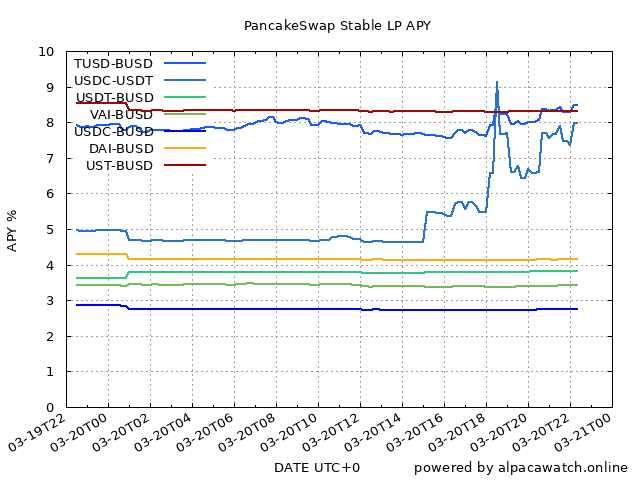 PancakeSwap Stable LP APY
10
9
8
7
6
5
4
3
2
1
0
APY %
TUSD-BUSD
USDC-USDT
USDT-BUSD
VAI-BUSD
USDC-BUSD
DAI-BUSD
UST-BUSD
03-19T22
03-20T00
03-20T02
03-20T04
03-20T06
03-20T08
03-20T10
03-20T12
03-20T14
03-20T16
03-20T18
03-20T20
03-20T22
03-21T00
DATE UTC+0
powered by alpacawatch.online